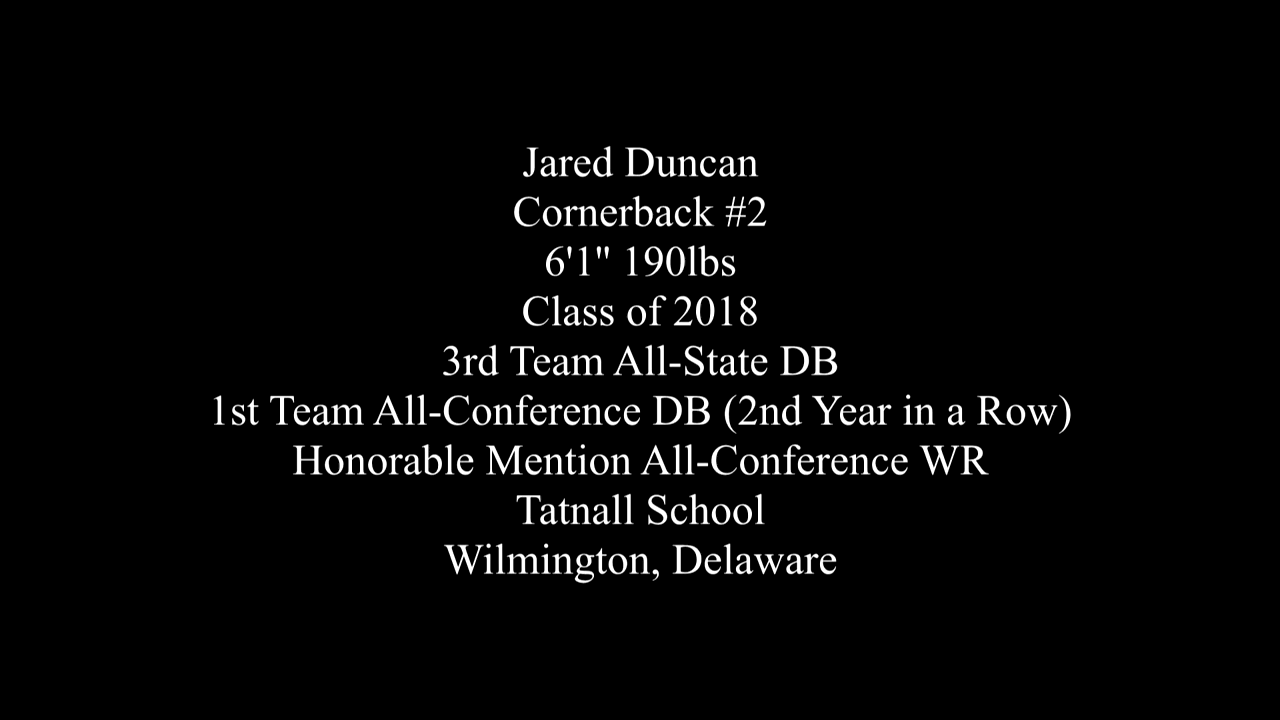 Jared Duncan
Cornerback #2
6'1" 190lbs
Class of 2018
3rd Team All-State DB
1st Team All-Conference DB (2nd Year in a Row)
Honorable Mention All-Conference WR
Tatnall School
Wilmington, Delaware